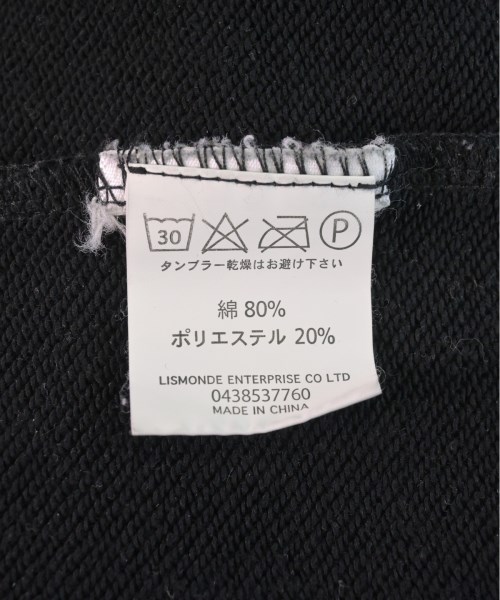 30 P
タンブラー乾燥はお避け下さい
綿 80%
ポリエステル 20%
LISMONDE ENTERPRISE CO LTD
0438537760
MADE IN CHINA